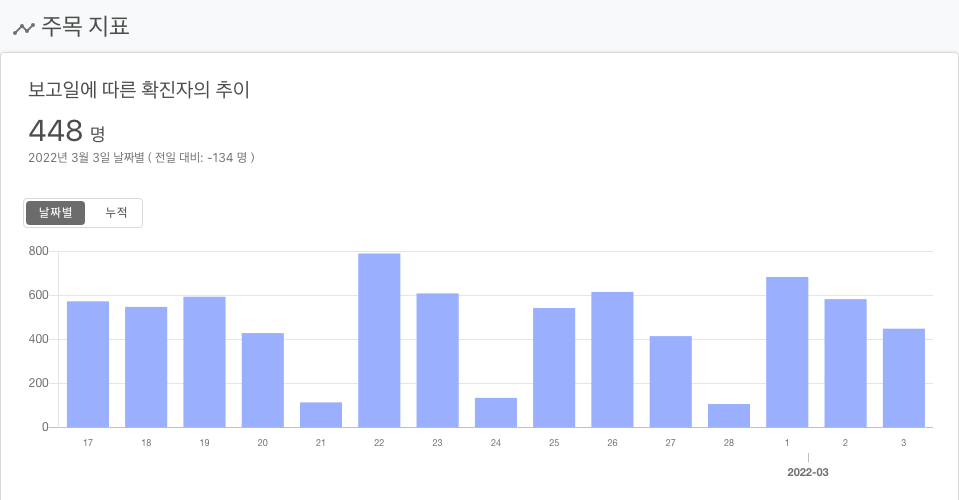 주목 지표
보고일에 따른 확진자의 추이
448 명
2022년 3월 3일 날짜별 ( 전일 대비: -134 명 )
날짜별 누적
800
600
400
200
0
17 18 19 20 21 22 23 24 25 26 27 28 1 2 3
2022-03